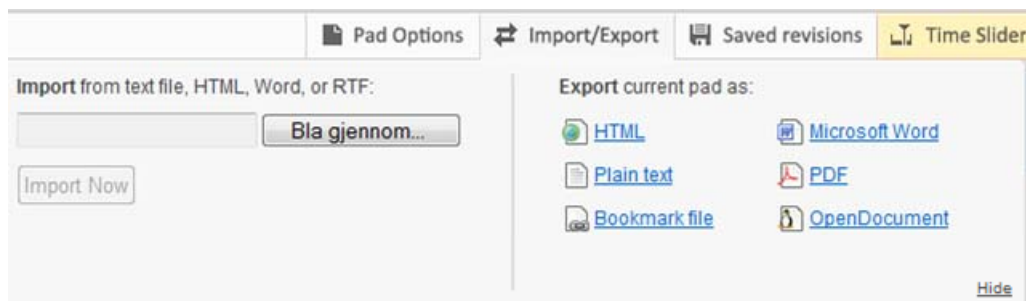 Pad Options Import/Export Saved revisions Time Slider
Import from text file, HTML, Word, or RTF:
Bla gjennom...
Import Now
Export current pad as:
HTML Microsoft Word
Plain text PDF
Bookmark file OpenDocument
Hide